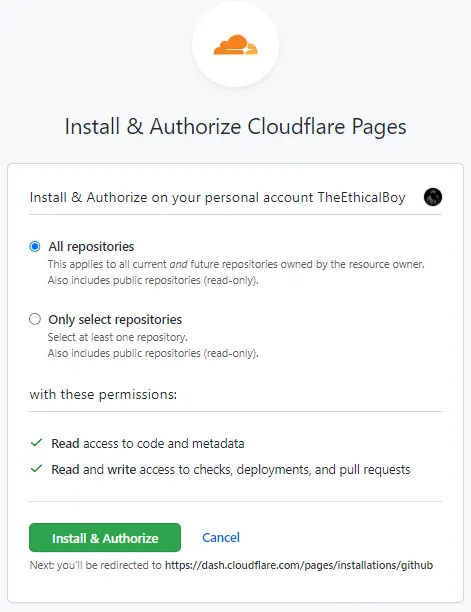 Install & Authorize Cloudflare Pages
Install & Authorize on your personal account TheEthicalBoy
All repositories
This applies to all current and future repositories owned by the resource owner.
Also includes public repositories (read-only).
Only select repositories
Select at least one repository.
Also includes public repositories (read-only).
with these permissions:
Read access to code and metadata
Read and write access to checks, deployments, and pull requests
Install & Authorize Cancel
Next: you'll be redirected to https://dash.cloudflare.com/pages/installations/github